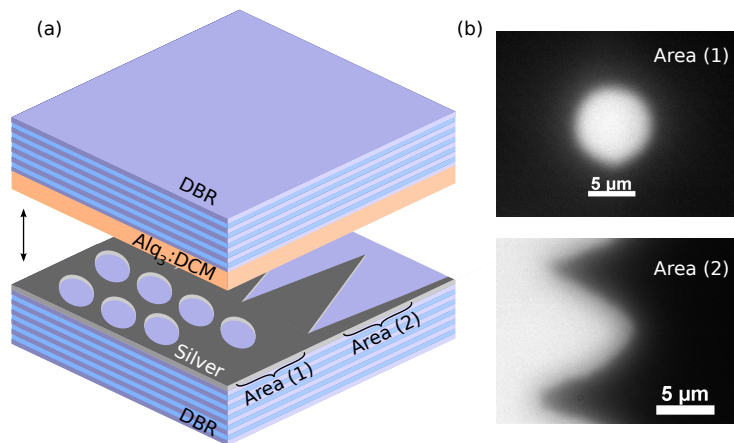 (a)
DBR
Alq3:DCM
Silver
Area (1)
Area (2)
DBR
(b)
Area (1)
5 µm
Area (2)
5 µm